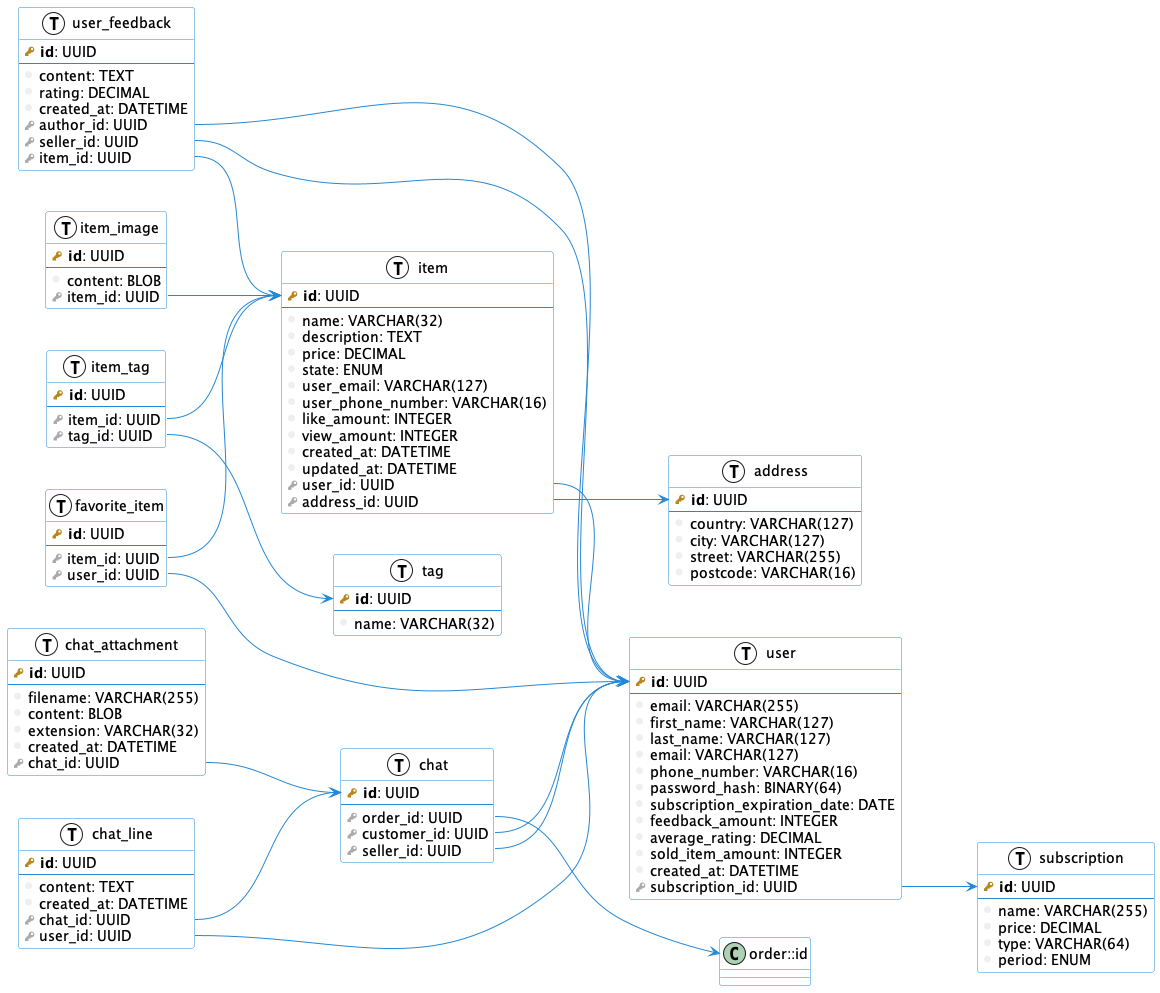 T user_feedback
id: UUID
content: TEXT
rating: DECIMAL
created_at: DATETIME
author_id: UUID
seller_id: UUID
item_id: UUID
T item_image
id: UUID
content: BLOB
item_id: UUID
T item
id: UUID
name: VARCHAR(32)
description: TEXT
price: DECIMAL
state: ENUM
user_email: VARCHAR(127)
user_phone_number: VARCHAR(16)
like_amount: INTEGER
view_amount: INTEGER
created_at: DATETIME
updated_at: DATETIME
user_id: UUID
address_id: UUID
T item_tag
id: UUID
item_id: UUID
tag_id: UUID
T address
id: UUID
country: VARCHAR(127)
city: VARCHAR(127)
street: VARCHAR(255)
postcode: VARCHAR(16)
T favorite_item
id: UUID
item_id: UUID
user_id: UUID
T tag
id: UUID
name: VARCHAR(32)
T chat_attachment
id: UUID
filename: VARCHAR(255)
content: BLOB
extension: VARCHAR(32)
created_at: DATETIME
chat_id: UUID
T user
id: UUID
email: VARCHAR(255)
first_name: VARCHAR(127)
last_name: VARCHAR(127)
email: VARCHAR(127)
phone_number: VARCHAR(16)
password_hash: BINARY(64)
subscription_expiration_date: DATE
feedback_amount: INTEGER
average_rating: DECIMAL
sold_item_amount: INTEGER
created_at: DATETIME
subscription_id: UUID
T chat
id: UUID
order_id: UUID
customer_id: UUID
seller_id: UUID
T chat_line
id: UUID
content: TEXT
created_at: DATETIME
chat_id: UUID
user_id: UUID
T subscription
id: UUID
name: VARCHAR(255)
price: DECIMAL
type: VARCHAR(64)
period: ENUM
C order::id